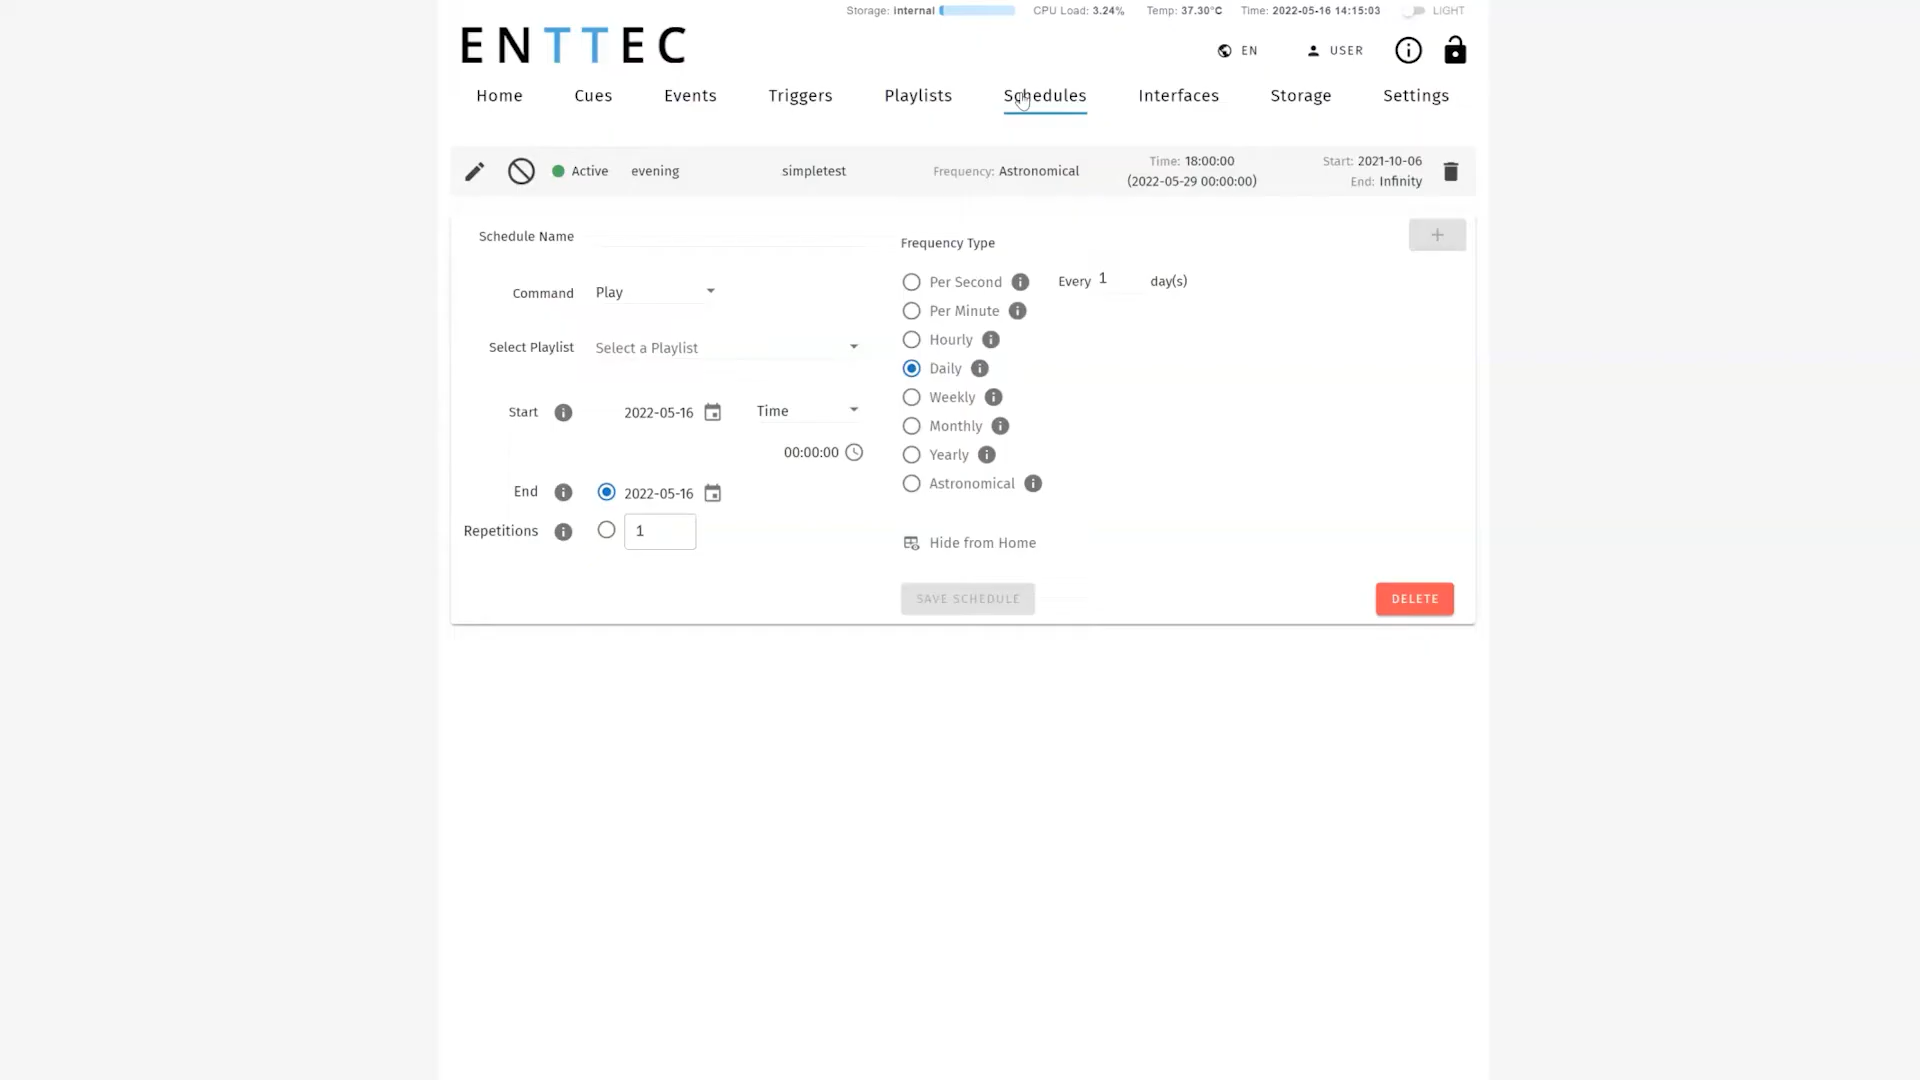 Storage: internal CPU Load: 3.24% Temp: 37.30°C Time: 2022-05-16 14:15:03 LIGHT
ENTTEC
EN USER
Home Cues Events Triggers Playlists Schedules Interfaces Storage Settings
Active evening simpletest Frequency: Astronomical
Time: 18:00:00
(2022-05-29 00:00:00)
Start: 2021-10-06
End: Infinity
Schedule Name
Command Play
Select Playlist Select a Playlist
Start 2022-05-16 Time
00:00:00
End 2022-05-16
Repetitions 1
Frequency Type
Per Second Every 1 day(s)
Per Minute
Hourly
Daily
Weekly
Monthly
Yearly
Astronomical
Hide from Home
SAVE SCHEDULE DELETE